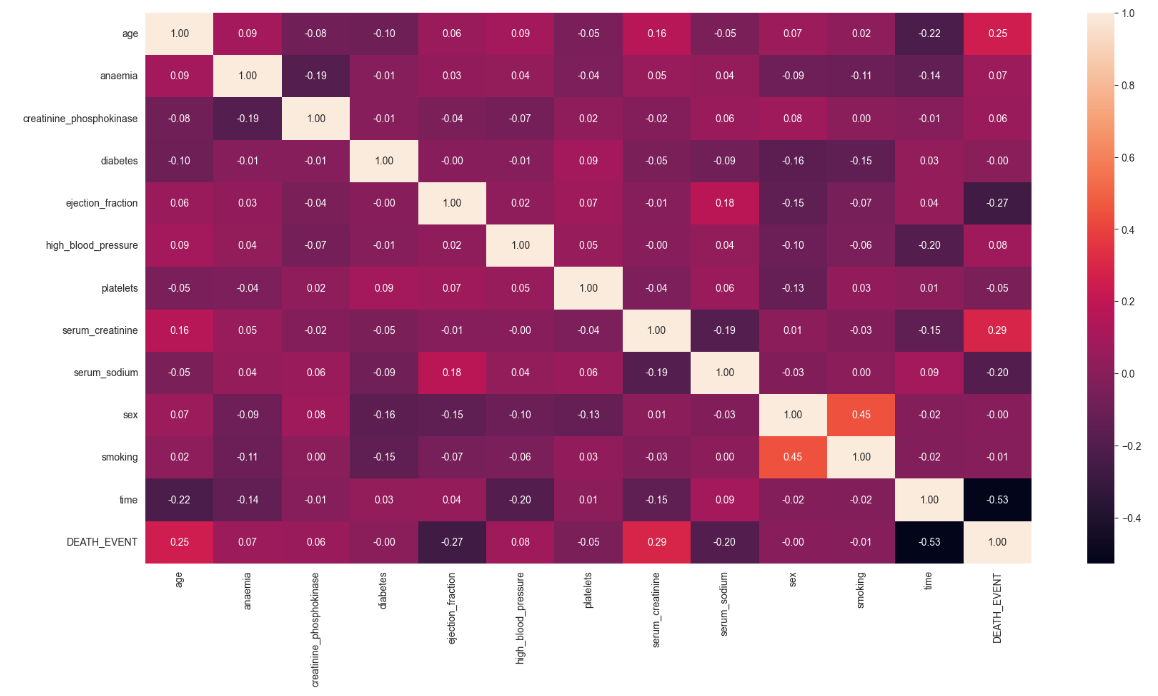 age 1.00 0.09 -0.08 -0.10 0.06 0.09 -0.05 0.16 -0.05 0.07 0.02 -0.22 0.25
anaemia 0.09 1.00 -0.19 -0.01 0.03 0.04 -0.04 0.05 0.04 -0.09 -0.11 -0.14 0.07
creatinine_phosphokinase -0.08 -0.19 1.00 -0.01 -0.04 -0.07 0.02 -0.02 0.06 0.08 0.00 -0.01 0.06
diabetes -0.10 -0.01 -0.01 1.00 -0.00 -0.01 0.09 -0.05 -0.09 -0.16 -0.15 0.03 -0.00
ejection_fraction 0.06 0.03 -0.04 -0.00 1.00 0.02 0.07 -0.01 0.18 -0.15 -0.07 0.04 -0.27
high_blood_pressure 0.09 0.04 -0.07 -0.01 0.02 1.00 0.05 -0.00 0.04 -0.10 -0.06 -0.20 0.08
platelets -0.05 -0.04 0.02 0.09 0.07 0.05 1.00 -0.04 0.06 -0.13 0.03 0.01 -0.05
serum_creatinine 0.16 0.05 -0.02 -0.05 -0.01 -0.00 -0.04 1.00 -0.19 0.01 -0.03 -0.15 0.29
serum_sodium -0.05 0.04 0.06 -0.09 0.18 0.04 0.06 -0.19 1.00 -0.03 0.00 0.09 -0.20
sex 0.07 -0.09 0.08 -0.16 -0.15 -0.10 -0.13 0.01 -0.03 1.00 0.45 -0.02 -0.00
smoking 0.02 -0.11 0.00 -0.15 -0.07 -0.06 0.03 -0.03 0.00 0.45 1.00 -0.02 -0.01
time -0.22 -0.14 -0.01 0.03 0.04 -0.20 0.01 -0.15 0.09 -0.02 -0.02 1.00 -0.53
DEATH_EVENT 0.25 0.07 0.06 -0.00 -0.27 0.08 -0.05 0.29 -0.20 -0.00 -0.01 -0.53 1.00
age
anaemia
creatinine_phosphokinase
diabetes
ejection_fraction
high_blood_pressure
platelets
serum_creatinine
serum_sodium
sex
smoking
time
DEATH_EVENT
1.0
0.8
0.6
0.4
0.2
0.0
−0.2
−0.4